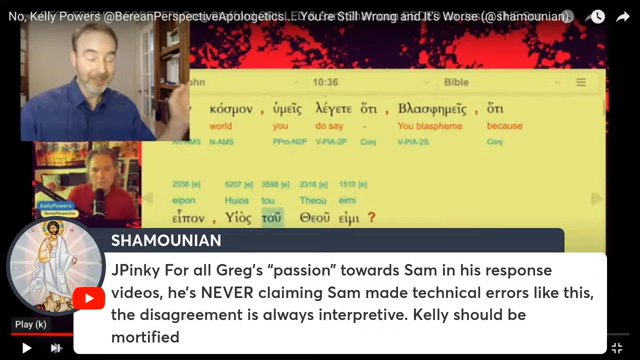 No, Kelly Powers @BereanPerspectiveApologetics... You're Still Wrong and It's Worse (@shamounian).
ohn 10:36 Bible
κόσμον , ὑμεῖς λέγετε ὅτι , Βλασφημεῖς , ὅτι
world you do say - You blaspheme because
N-AMS PPro-N2P V-PIA-2P Conj V-PIA-2S Conj
2036 [e] 5207 [e] 3588 [e] 2316 [e] 1510 [e]
eipon Huios tou Theou eimi
εἶπον , Υἱὸς τοῦ Θεοῦ εἰμι ?
KellyPowers
SHAMOUNIAN
JPinky For all Greg's “passion” towards Sam in his response
videos, he's NEVER claiming Sam made technical errors like this,
the disagreement is always interpretive. Kelly should be
mortified
Play (k)